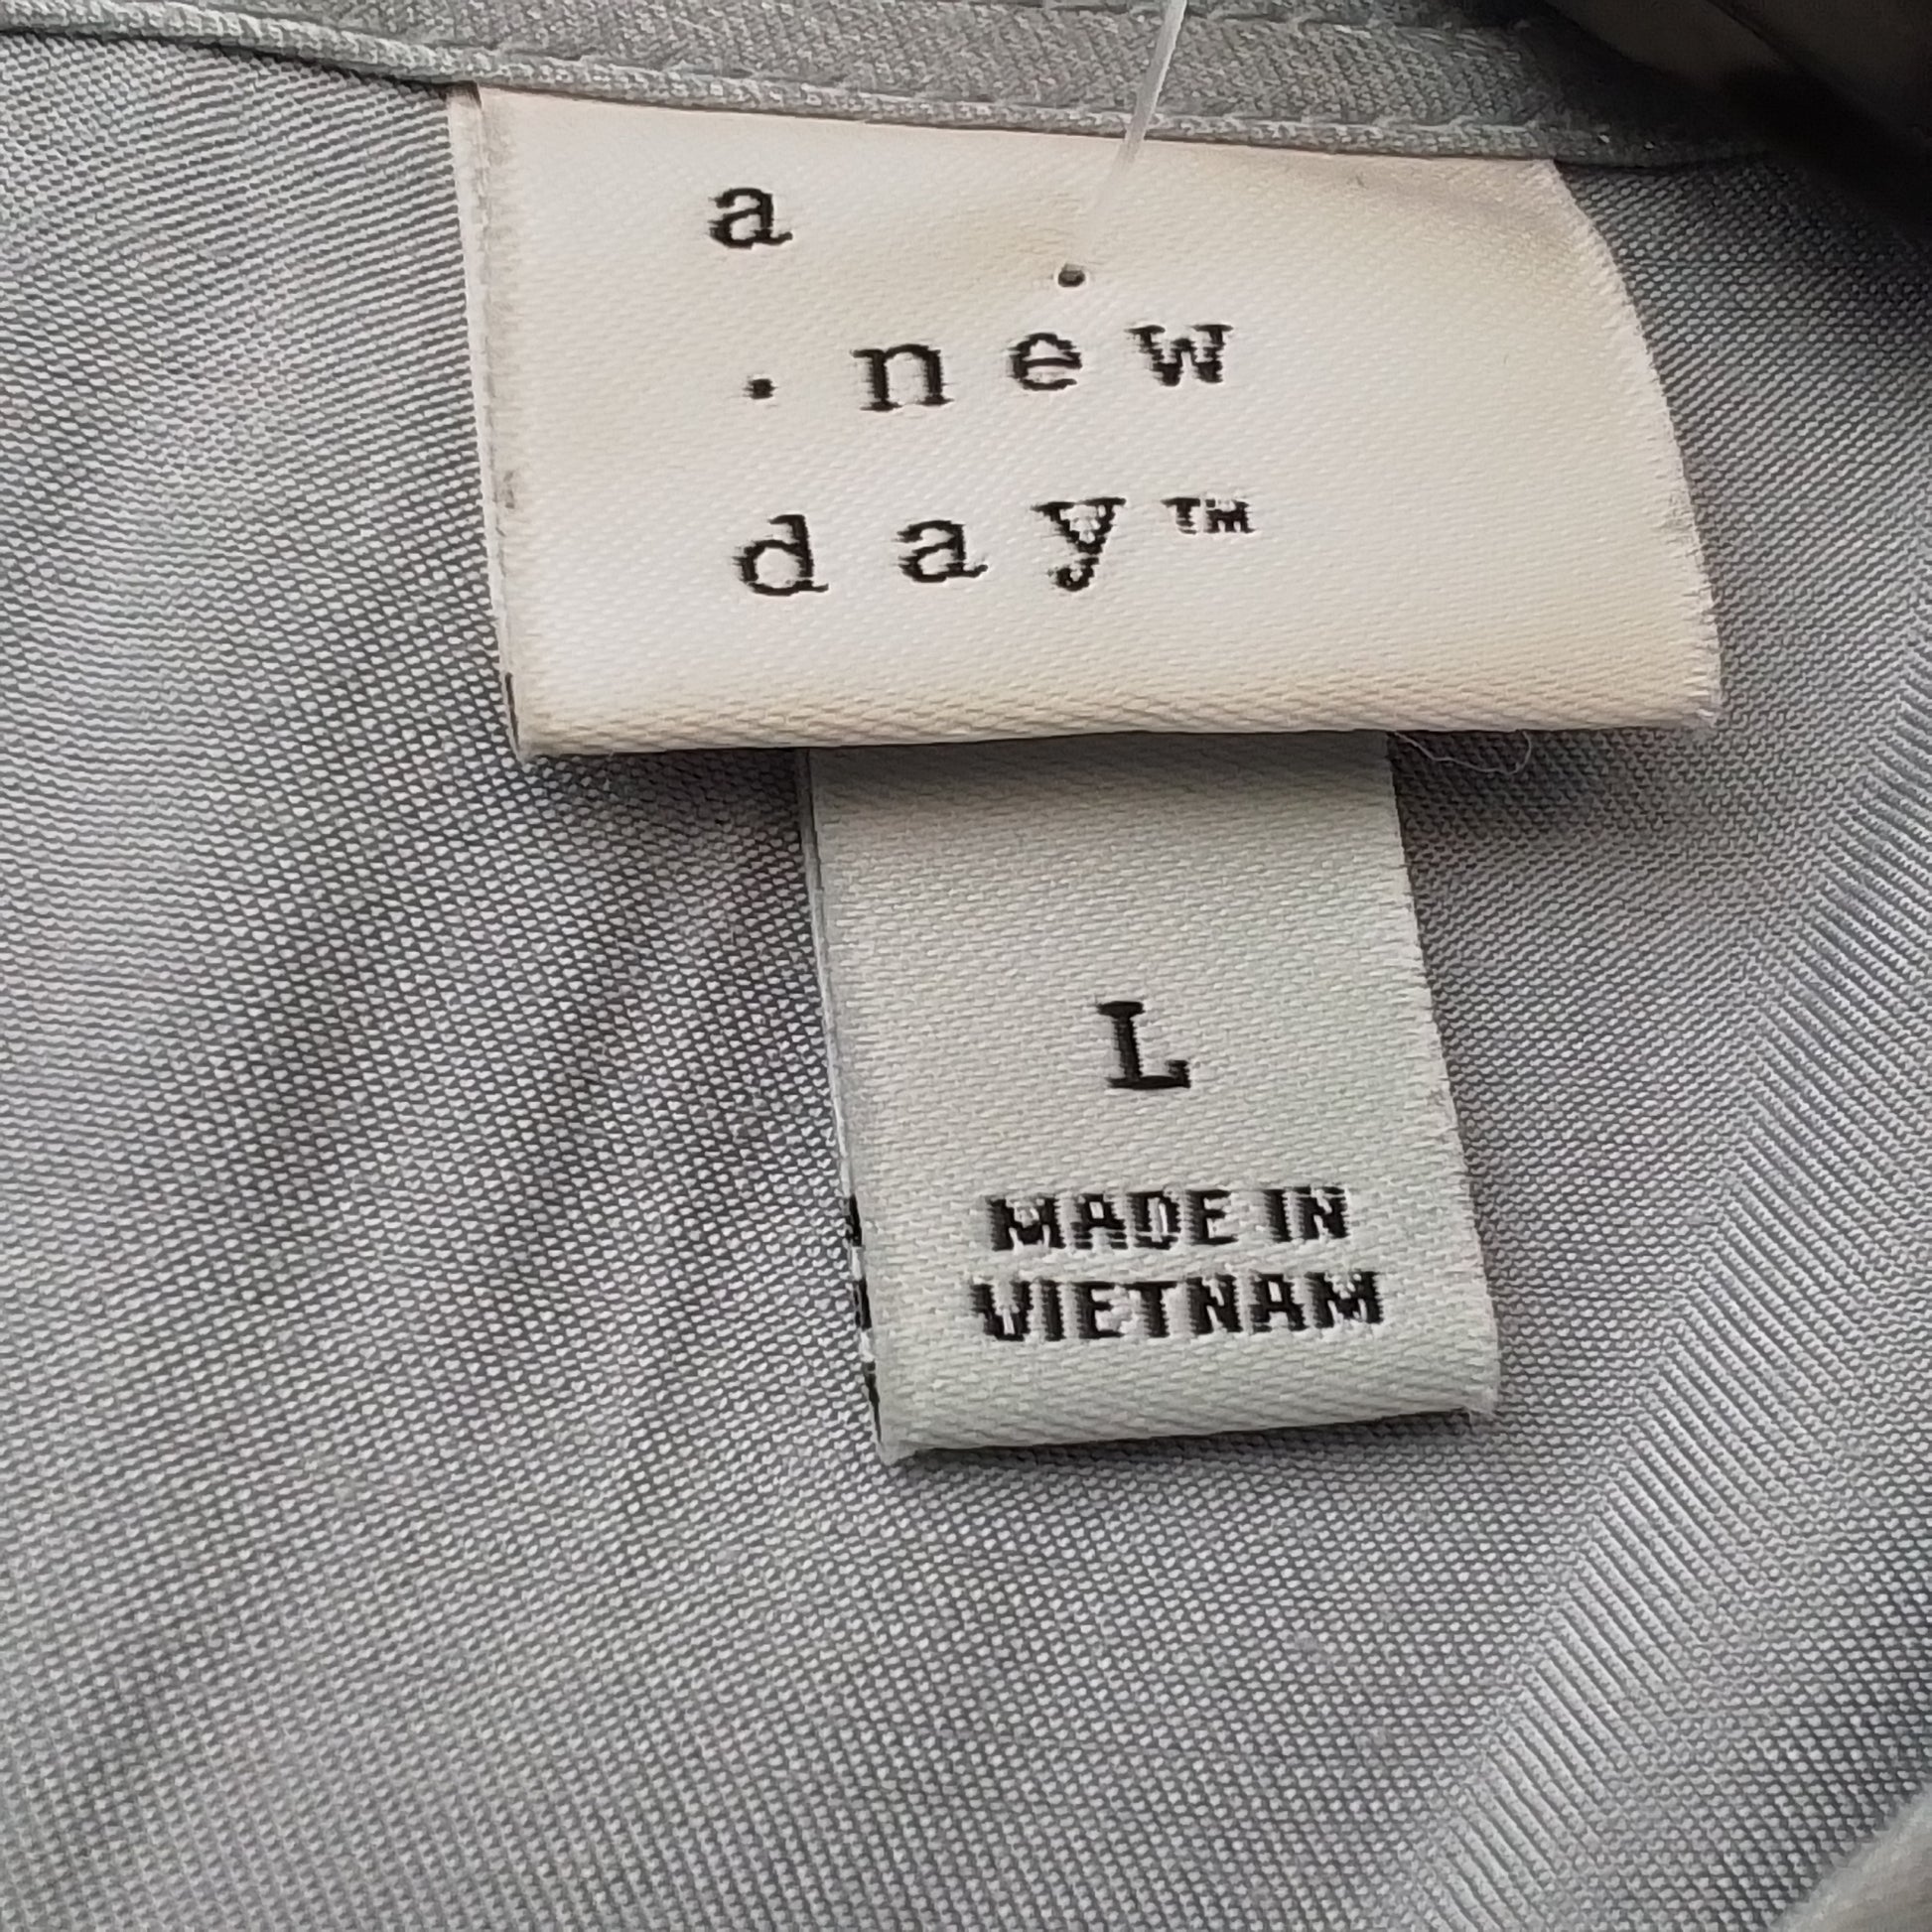 a
· new
day™
L
MADE IN
VIETNAM